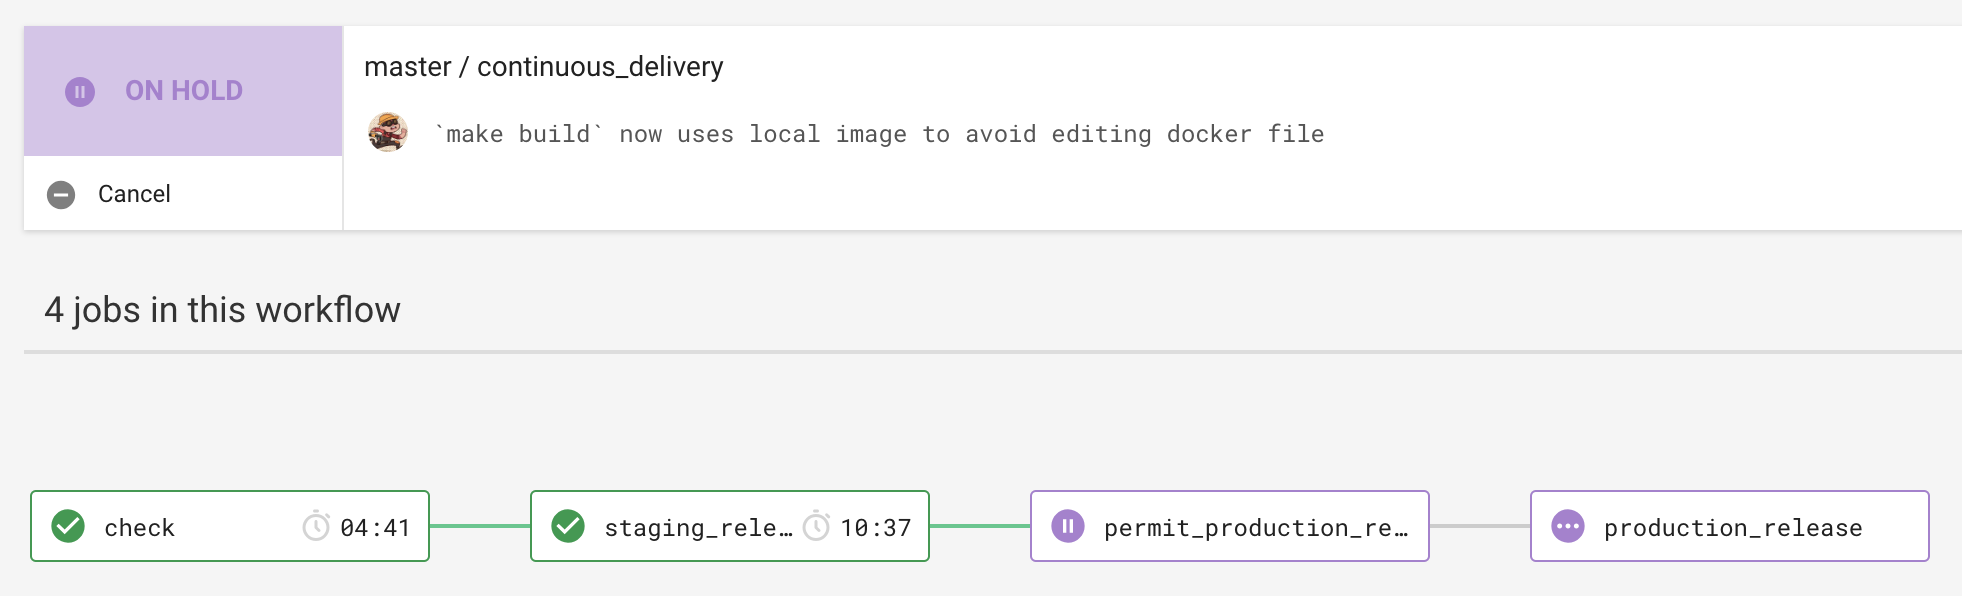 ON HOLD
master / continuous_delivery
`make build` now uses local image to avoid editing docker file
Cancel
4 jobs in this workflow
check 04:41
staging_rele… 10:37
permit_production_re…
production_release